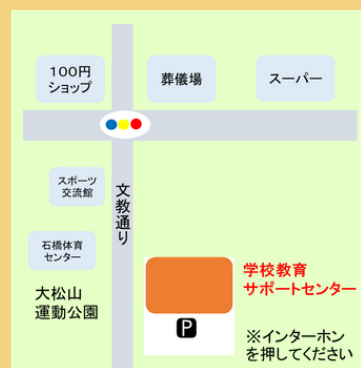 100円
ショップ
葬儀場
スーパー
スポーツ
交流館
文教通り
石橋体育
センター
大松山
運動公園
学校教育
サポートセンター
P
※インターホン
を押してください